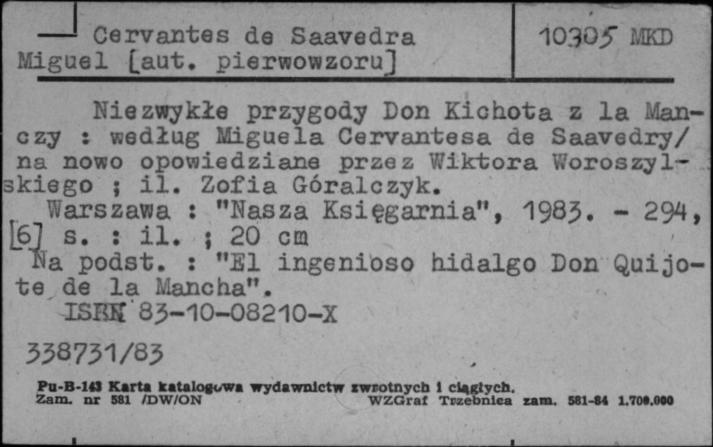 Cervantes de Saavedra 10305 MKD
Miguel [aut. pierwowzoru]
Niezwykłe przygody Don Kichota z la Man-
czy : według Miguela Cervantesa de Saavedry/
na nowo opowiedziane przez Wiktora Woroszyl-
skiego ; il. Zofia Góralczyk.
Warszawa : "Nasza Księgarnia", 1983. - 294,
[6] s. : il. ; 20 cm
Na podst. : "El ingenioso hidalgo Don Quijo-
te de la Mancha".
ISBN 83-10-08210-X
338731/83
Pu-B-143 Karta katalogowa wydawnictw zwrotnych i ciągłych.
Zam. nr 581 /DW/ON WZGraf Trzebnica zam. 581-84 1.700.000